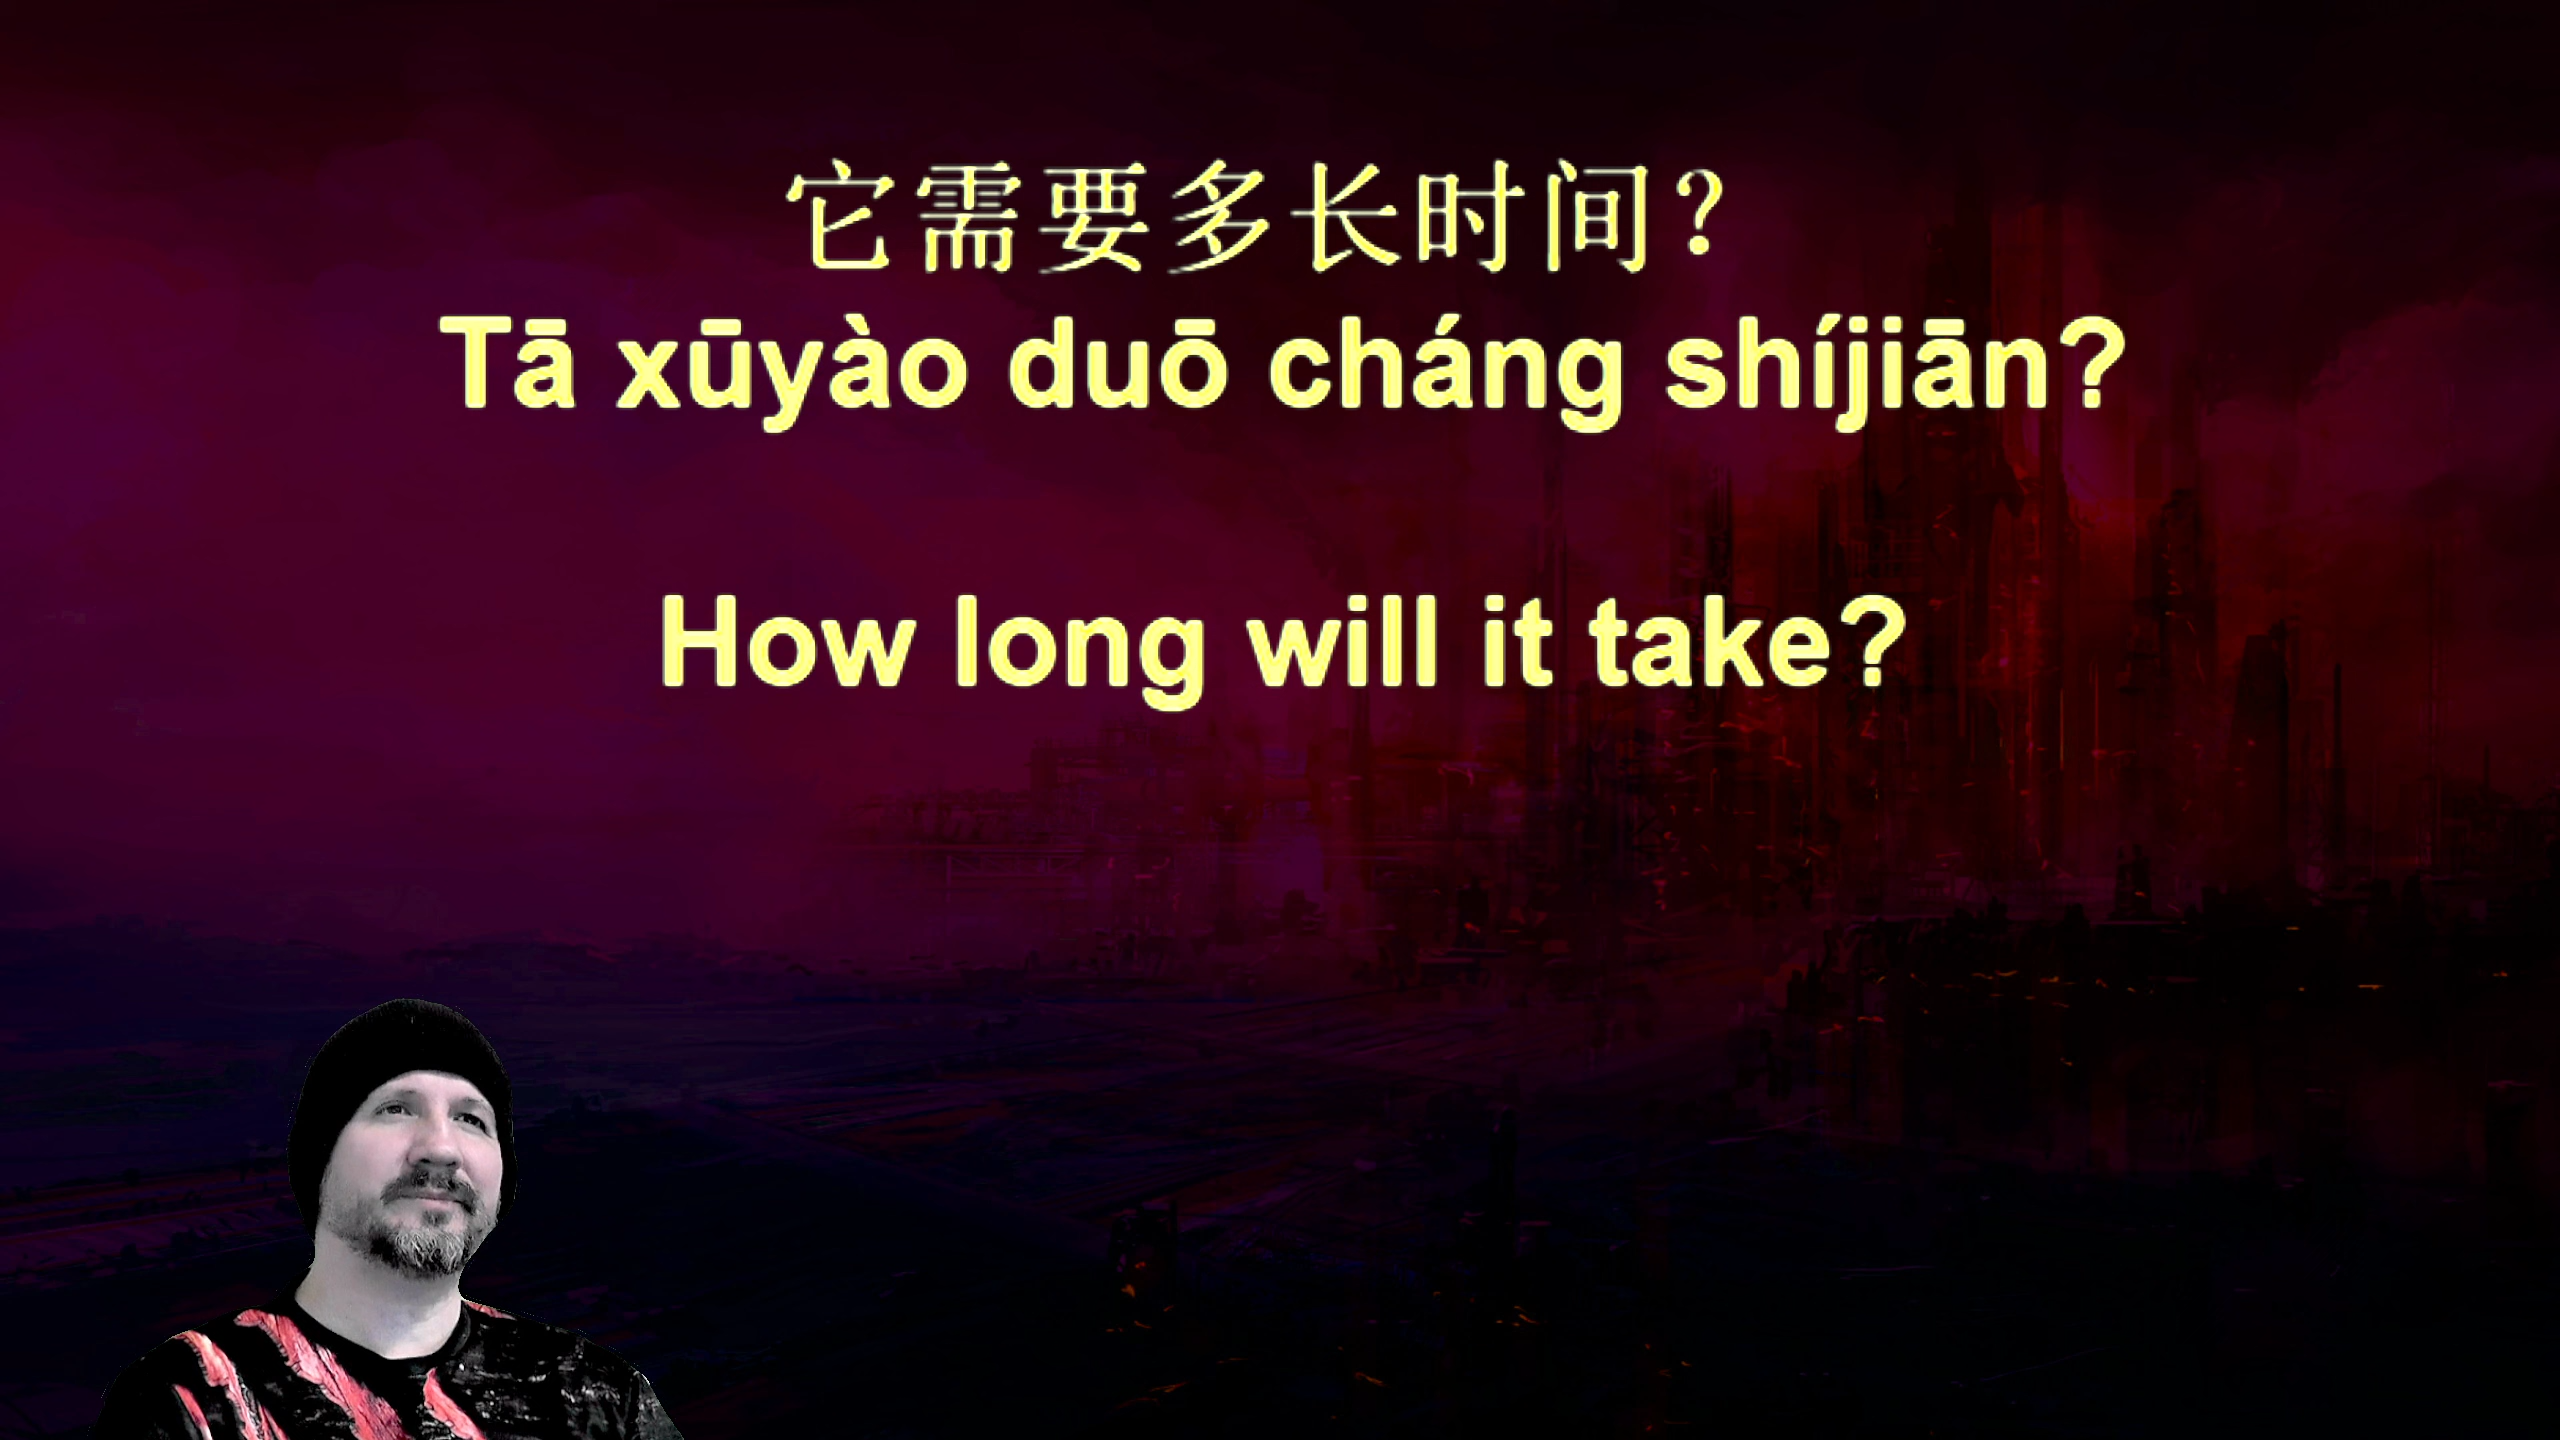 它需要多长时间？
Tā xūyào duō cháng shíjiān?
How long will it take?